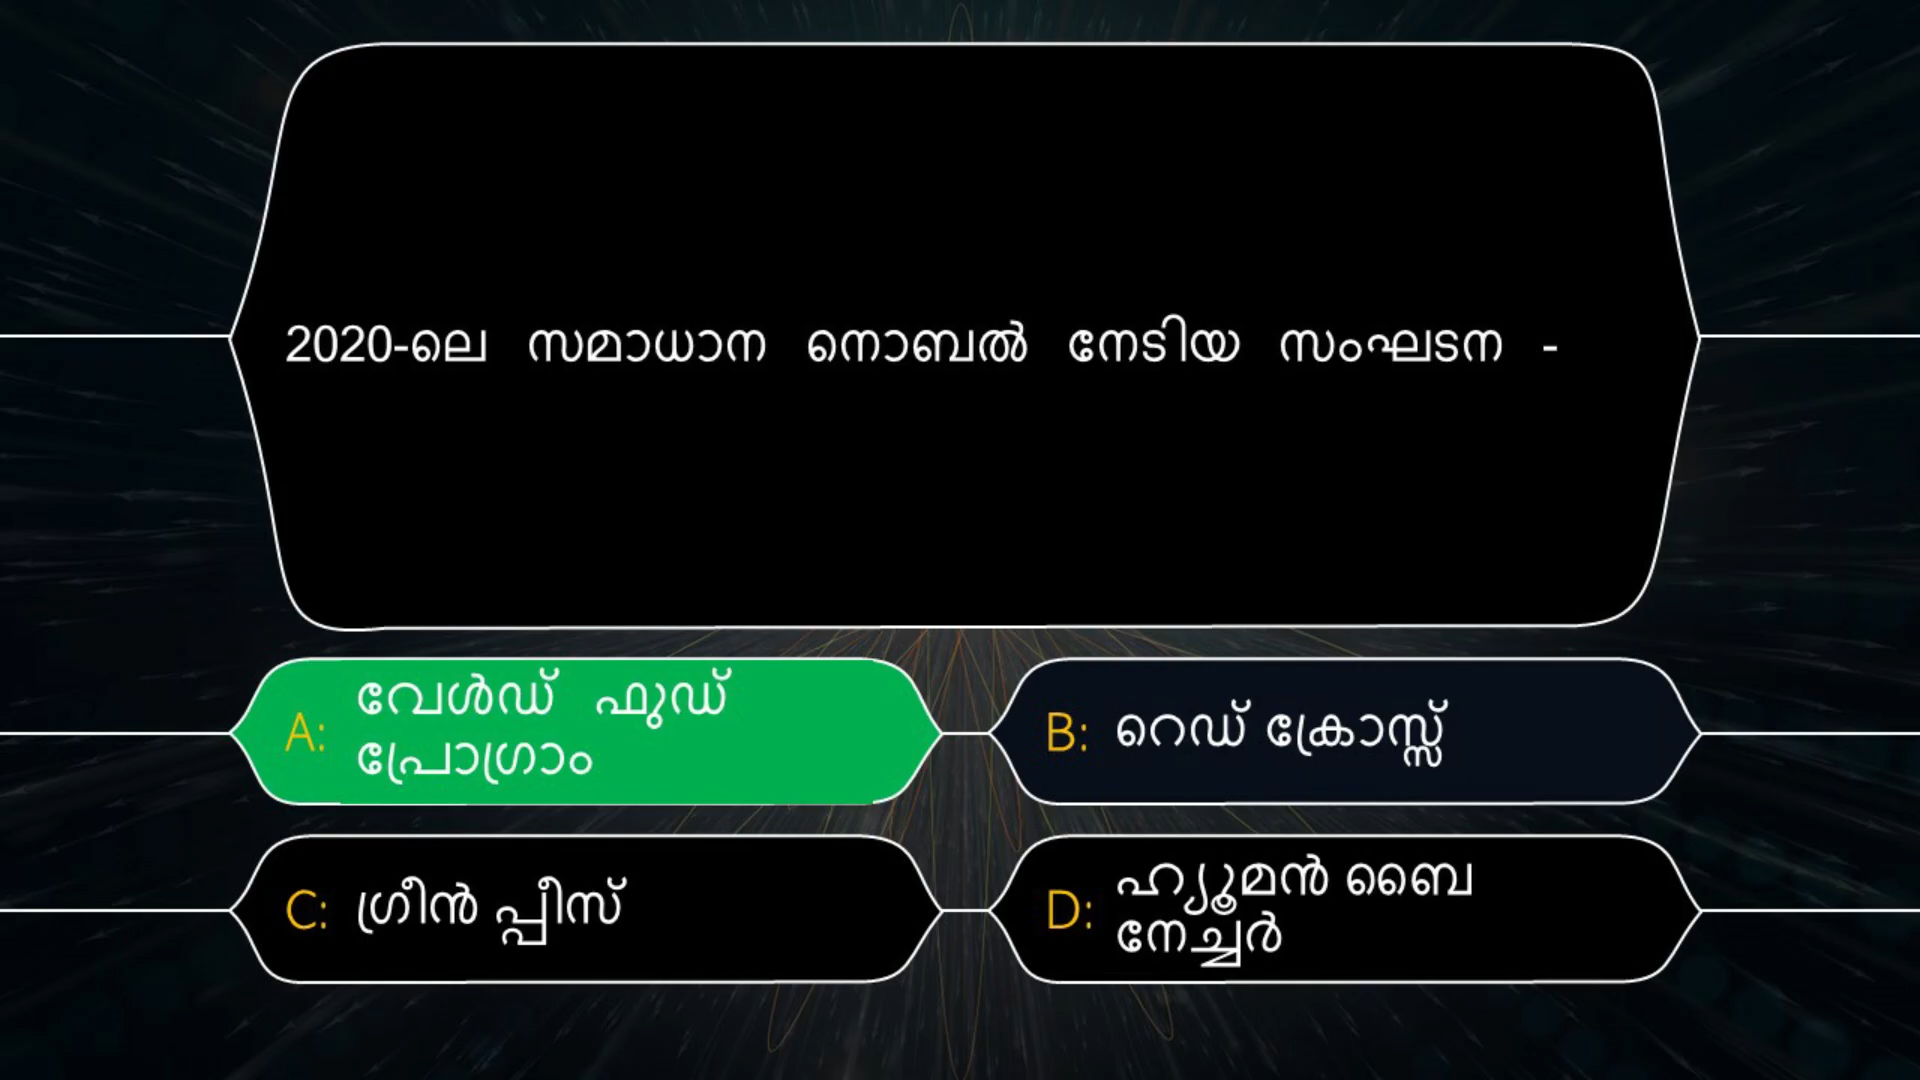 2020-ലെ സമാധാന നൊബൽ നേടിയ സംഘടന -
A: വേൾഡ് ഫുഡ്
പ്രോഗ്രാം
B: റെഡ് ക്രോസ്സ്
C: ഗ്രീൻ പ്പീസ്
D: ഹ്യൂമൻ ബൈ
നേച്ചർ